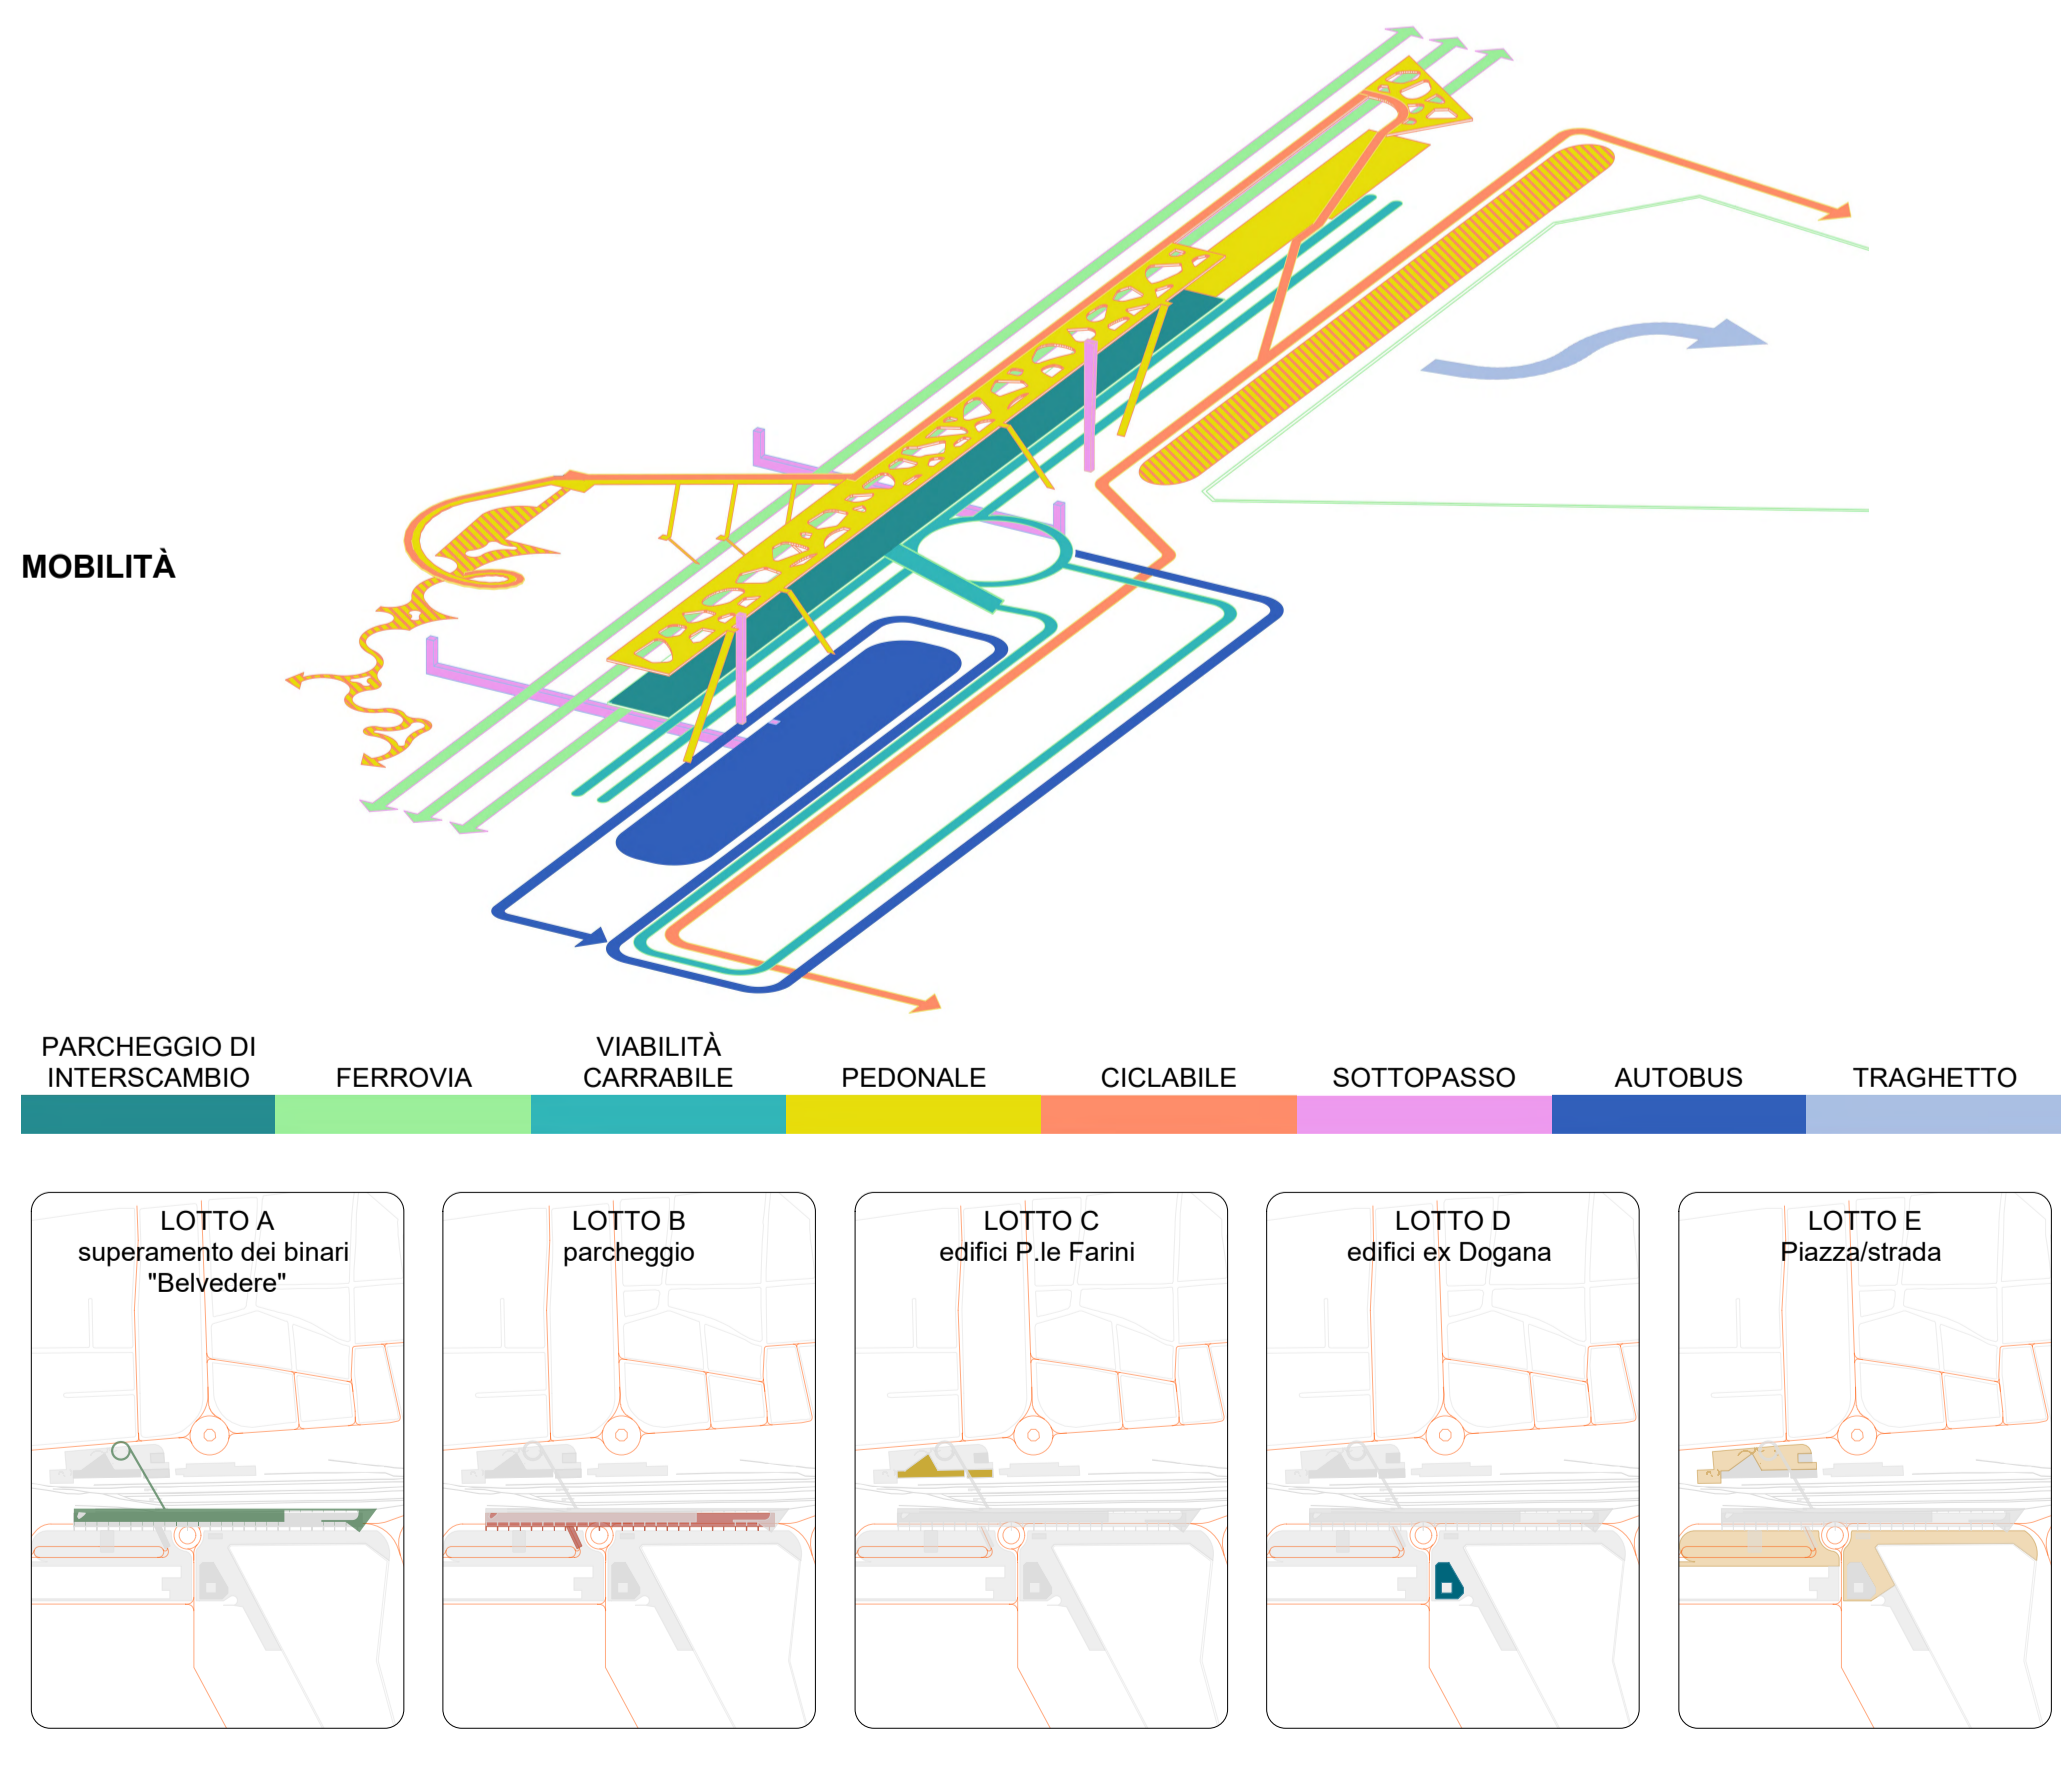 MOBILITÀ
PARCHEGGIO DI
INTERSCAMBIO
FERROVIA
VIABILITÀ
CARRABILE
PEDONALE
CICLABILE
SOTTOPASSO
AUTOBUS
TRAGHETTO
LOTTO A
superamento dei binari
"Belvedere"
LOTTO B
parcheggio
LOTTO C
edifici P.le Farini
LOTTO D
edifici ex Dogana
LOTTO E
Piazza/strada